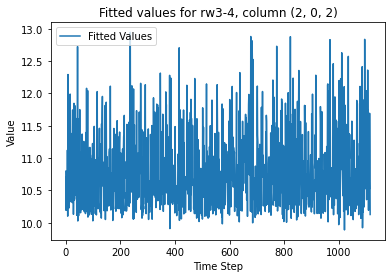 Fitted values for rw3-4, column (2, 0, 2)
Fitted Values
13.0
12.5
12.0
11.5
11.0
10.5
10.0
Value
0 200 400 600 800 1000
Time Step